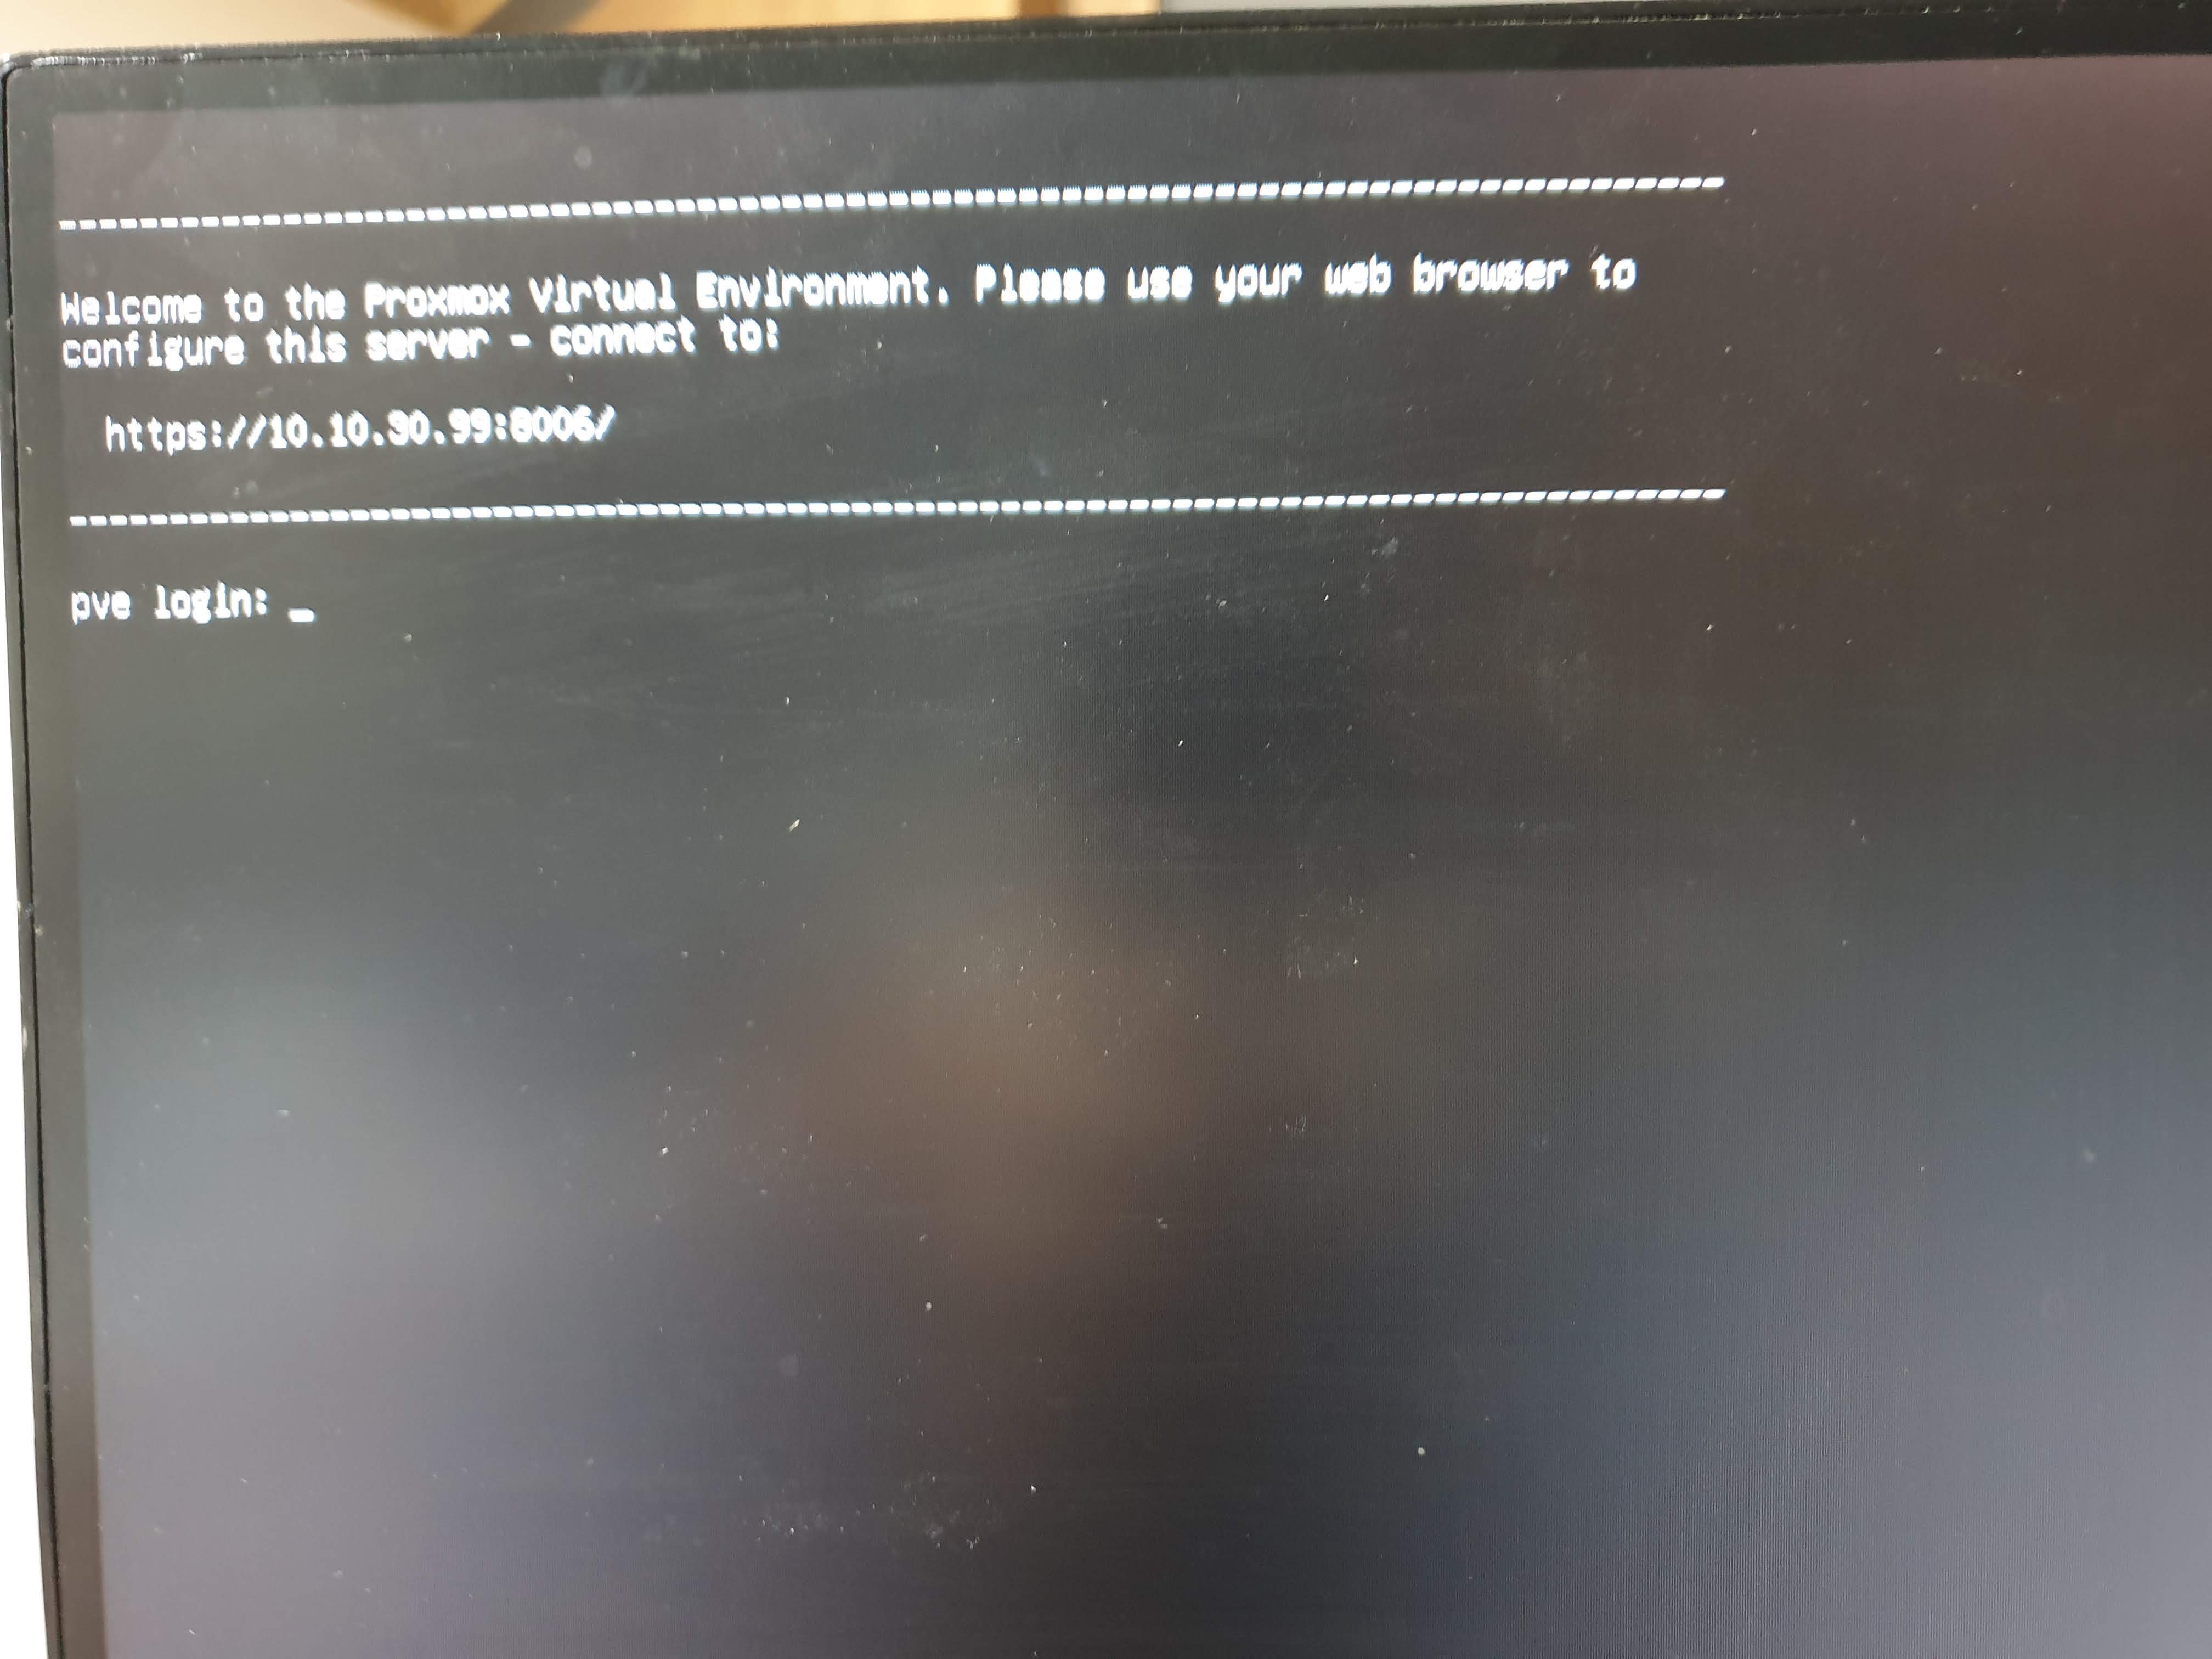 --------------------------------------------------------------------------------
Welcome to the Proxmox Virtual Environment. Please use your web browser to
configure this server - connect to:
https://10.10.90.99:8006/
--------------------------------------------------------------------------------
pve login: _